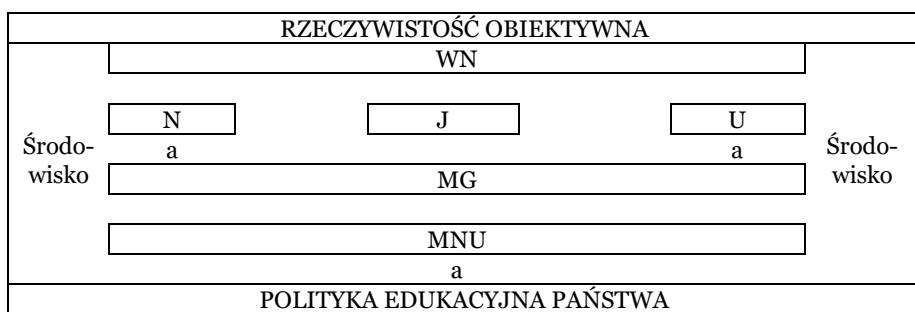 RZECZYWISTOŚĆ OBIEKTYWNA
WN
N J U
Środo-
wisko
a a
Środo-
wisko
MG
MNU
a
POLITYKA EDUKACYJNA PAŃSTWA